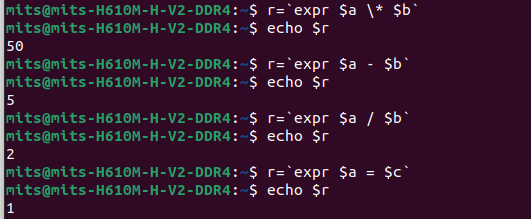 mits@mits-H610M-H-V2-DDR4:~$ r=`expr $a \* $b`
mits@mits-H610M-H-V2-DDR4:~$ echo $r
50
mits@mits-H610M-H-V2-DDR4:~$ r=`expr $a - $b`
mits@mits-H610M-H-V2-DDR4:~$ echo $r
5
mits@mits-H610M-H-V2-DDR4:~$ r=`expr $a / $b`
mits@mits-H610M-H-V2-DDR4:~$ echo $r
2
mits@mits-H610M-H-V2-DDR4:~$ r=`expr $a = $c`
mits@mits-H610M-H-V2-DDR4:~$ echo $r
1